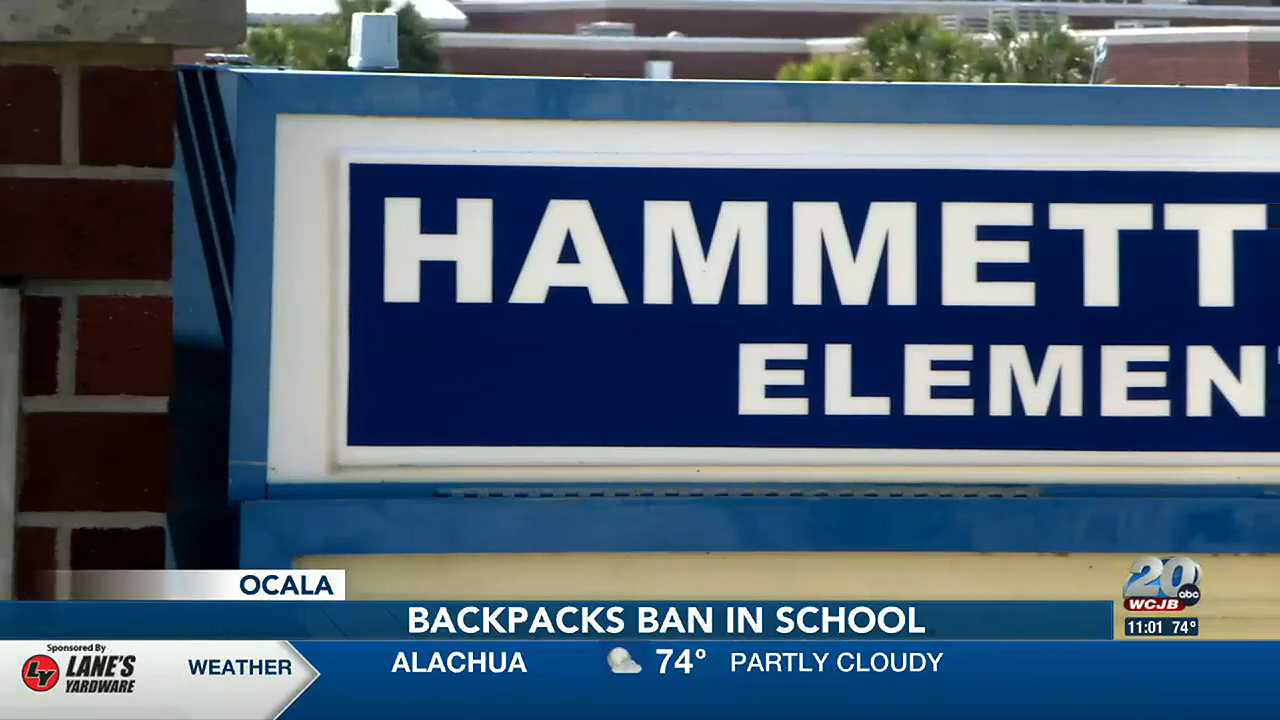 HAMMETT
ELEMEN
OCALA
BACKPACKS BAN IN SCHOOL
20
abc
WCJB
11:01 74°
Sponsored By
LY LANE'S
YARDWARE
WEATHER
ALACHUA 74° PARTLY CLOUDY